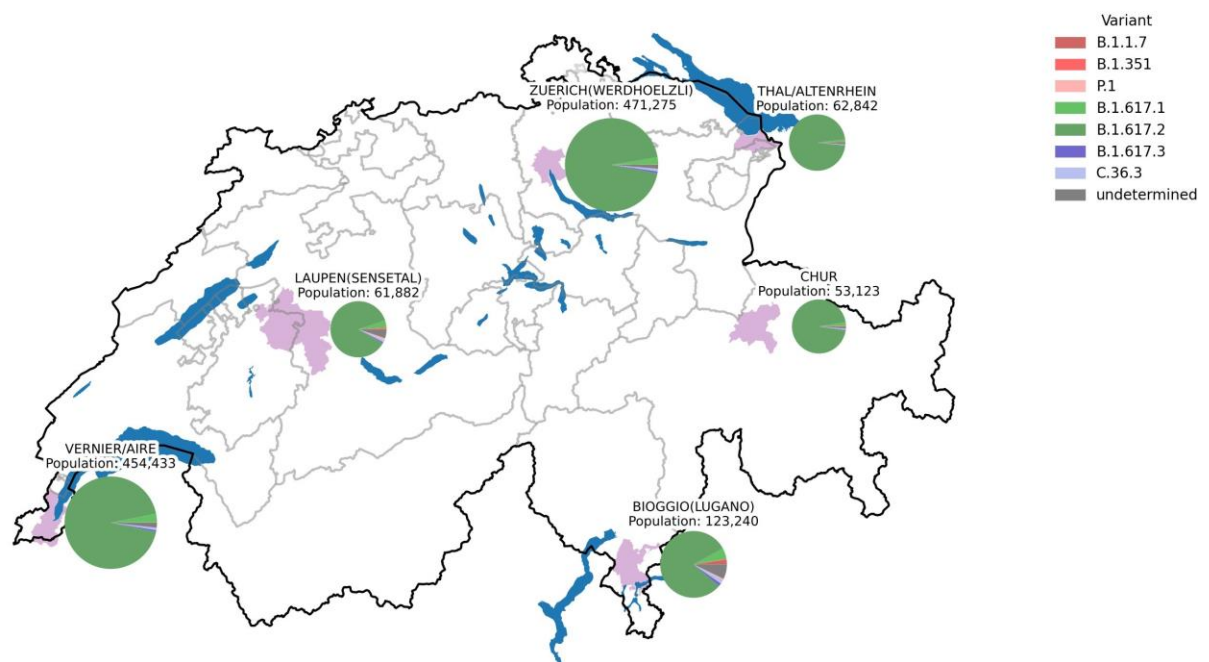 Variant
B.1.1.7
B.1.351
P.1
B.1.617.1
B.1.617.2
B.1.617.3
C.36.3
undetermined
ZUERICH(WERDHOELZLI)
Population: 471,275
THAL/ALTENRHEIN
Population: 62,842
LAUPEN(SENSETAL)
Population: 61,882
CHUR
Population: 53,123
VERNIER/AIRE
Population: 454,433
BIOGGIO(LUGANO)
Population: 123,240